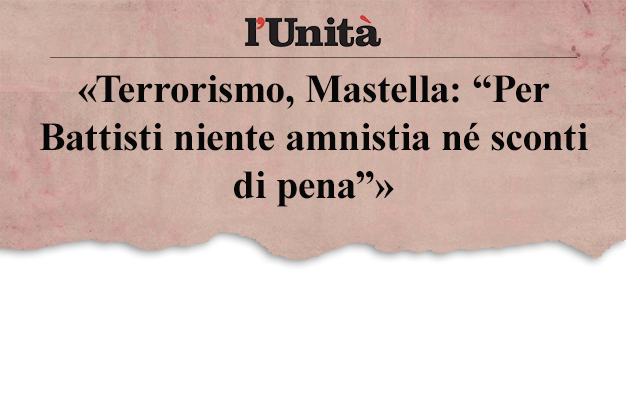 l'Unità
«Terrorismo, Mastella: “Per
Battisti niente amnistia né sconti
di pena”»